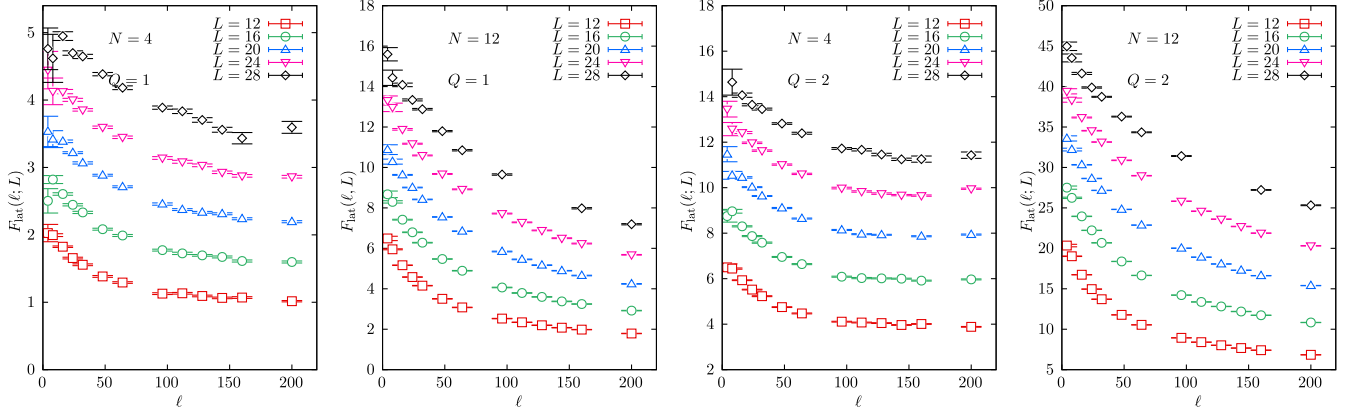 N = 4
Q = 1
L = 12
L = 16
L = 20
L = 24
L = 28
F_lat(ℓ; L)
0
1
2
3
4
5
0 50 100 150 200
ℓ
N = 12
Q = 1
L = 12
L = 16
L = 20
L = 24
L = 28
F_lat(ℓ, L)
0
2
4
6
8
10
12
14
16
18
0 50 100 150 200
ℓ
N = 4
Q = 2
L = 12
L = 16
L = 20
L = 24
L = 28
F_lat(ℓ; L)
2
4
6
8
10
12
14
16
18
0 50 100 150 200
ℓ
N = 12
Q = 2
L = 12
L = 16
L = 20
L = 24
L = 28
F_lat(ℓ; L)
5
10
15
20
25
30
35
40
45
50
0 50 100 150 200
ℓ